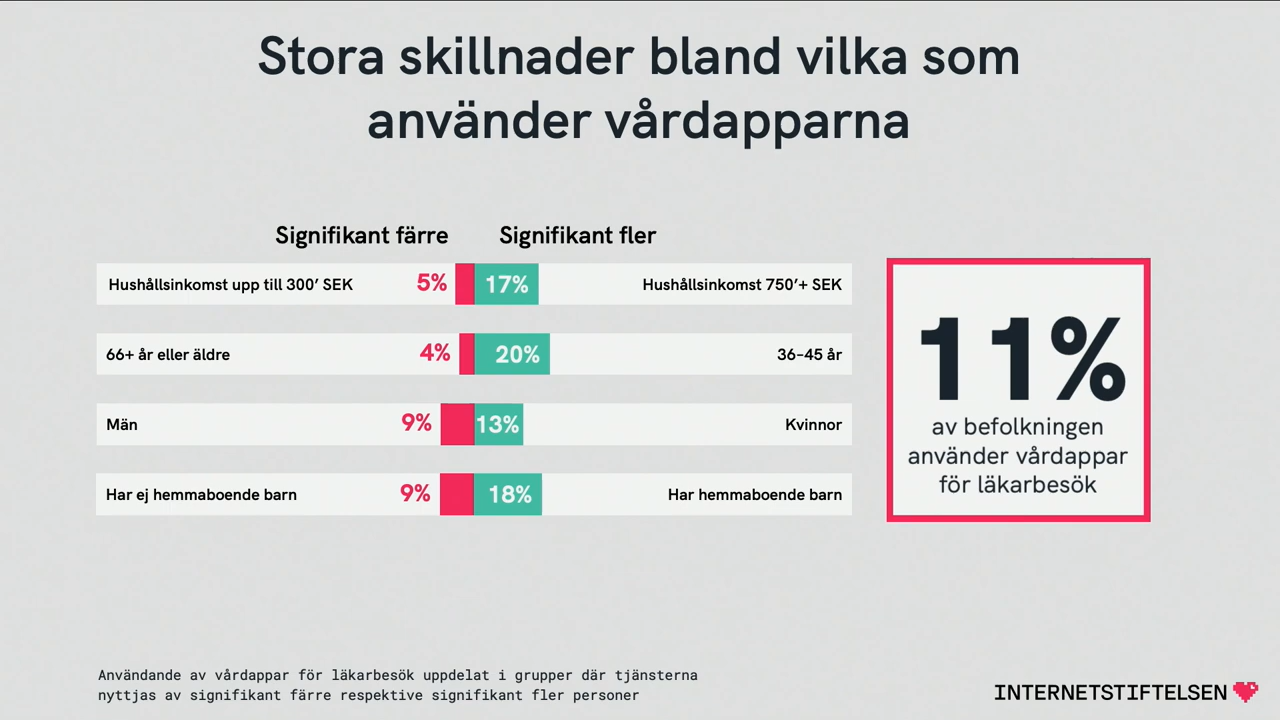 Stora skillnader bland vilka som
använder vårdapparna
Signifikant färre
Signifikant fler
Hushållsinkomst upp till 300’ SEK 5% 17% Hushållsinkomst 750’+ SEK
66+ år eller äldre 4% 20% 36–45 år
Män 9% 13% Kvinnor
Har ej hemmaboende barn 9% 18% Har hemmaboende barn
11%
av befolkningen
använder vårdappar
för läkarbesök
Användande av vårdappar för läkarbesök uppdelat i grupper där tjänsterna
nyttjas av signifikant färre respektive signifikant fler personer
INTERNETSTIFTELSEN